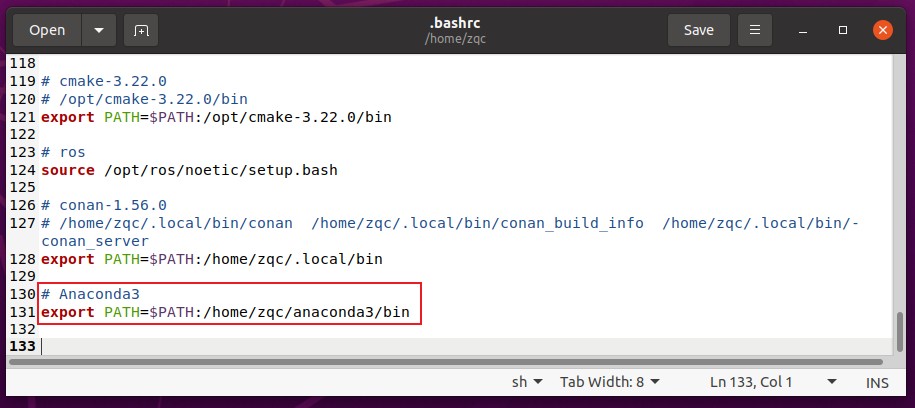 Open
.bashrc
/home/zqc
Save
118
119 # cmake-3.22.0
120 # /opt/cmake-3.22.0/bin
121 export PATH=$PATH:/opt/cmake-3.22.0/bin
122
123 # ros
124 source /opt/ros/noetic/setup.bash
125
126 # conan-1.56.0
127 # /home/zqc/.local/bin/conan  /home/zqc/.local/bin/conan_build_info  /home/zqc/.local/bin/-
conan_server
128 export PATH=$PATH:/home/zqc/.local/bin
129
130 # Anaconda3
131 export PATH=$PATH:/home/zqc/anaconda3/bin
132
133
sh Tab Width: 8 Ln 133, Col 1 INS